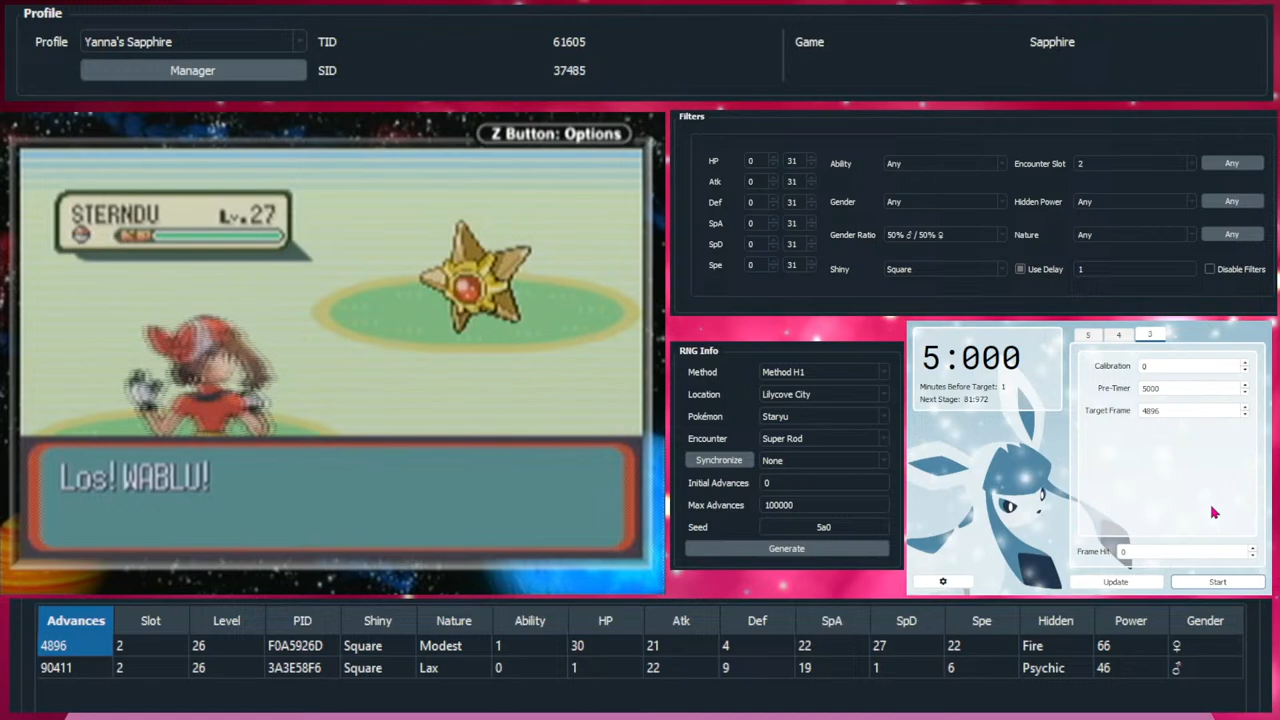 Profile
Profile Yanna's Sapphire TID 61605 Game Sapphire
Manager SID 37485
Z Button: Options
STERNDU Lv.27
Los! WABLU!
Filters
HP 0 31 Ability Any Encounter Slot 2 Any
Atk 0 31
Def 0 31 Gender Any Hidden Power Any Any
SpA 0 31
Gender Ratio 50% ♂ / 50% ♀ Nature Any Any
SpD 0 31
Spe 0 31 Shiny Square Use Delay 1 Disable Filters
RNG Info
Method Method H1
Location Lilycove City
Pokémon Staryu
Encounter Super Rod
Synchronize None
Initial Advances 0
Max Advances 100000
Seed 5a0
Generate
5:000
Minutes Before Target: 1
Next Stage: 81:972
5 4 3
Calibration 0
Pre-Timer 5000
Target Frame 4896
Frame Hit 0
Update Start
Advances Slot Level PID Shiny Nature Ability HP Atk Def SpA SpD Spe Hidden Power Gender
4896 2 26 F0A5926D Square Modest 1 30 21 4 22 27 22 Fire 66 ♀
90411 2 26 3A3E58F6 Square Lax 0 1 22 9 19 1 6 Psychic 46 ♂